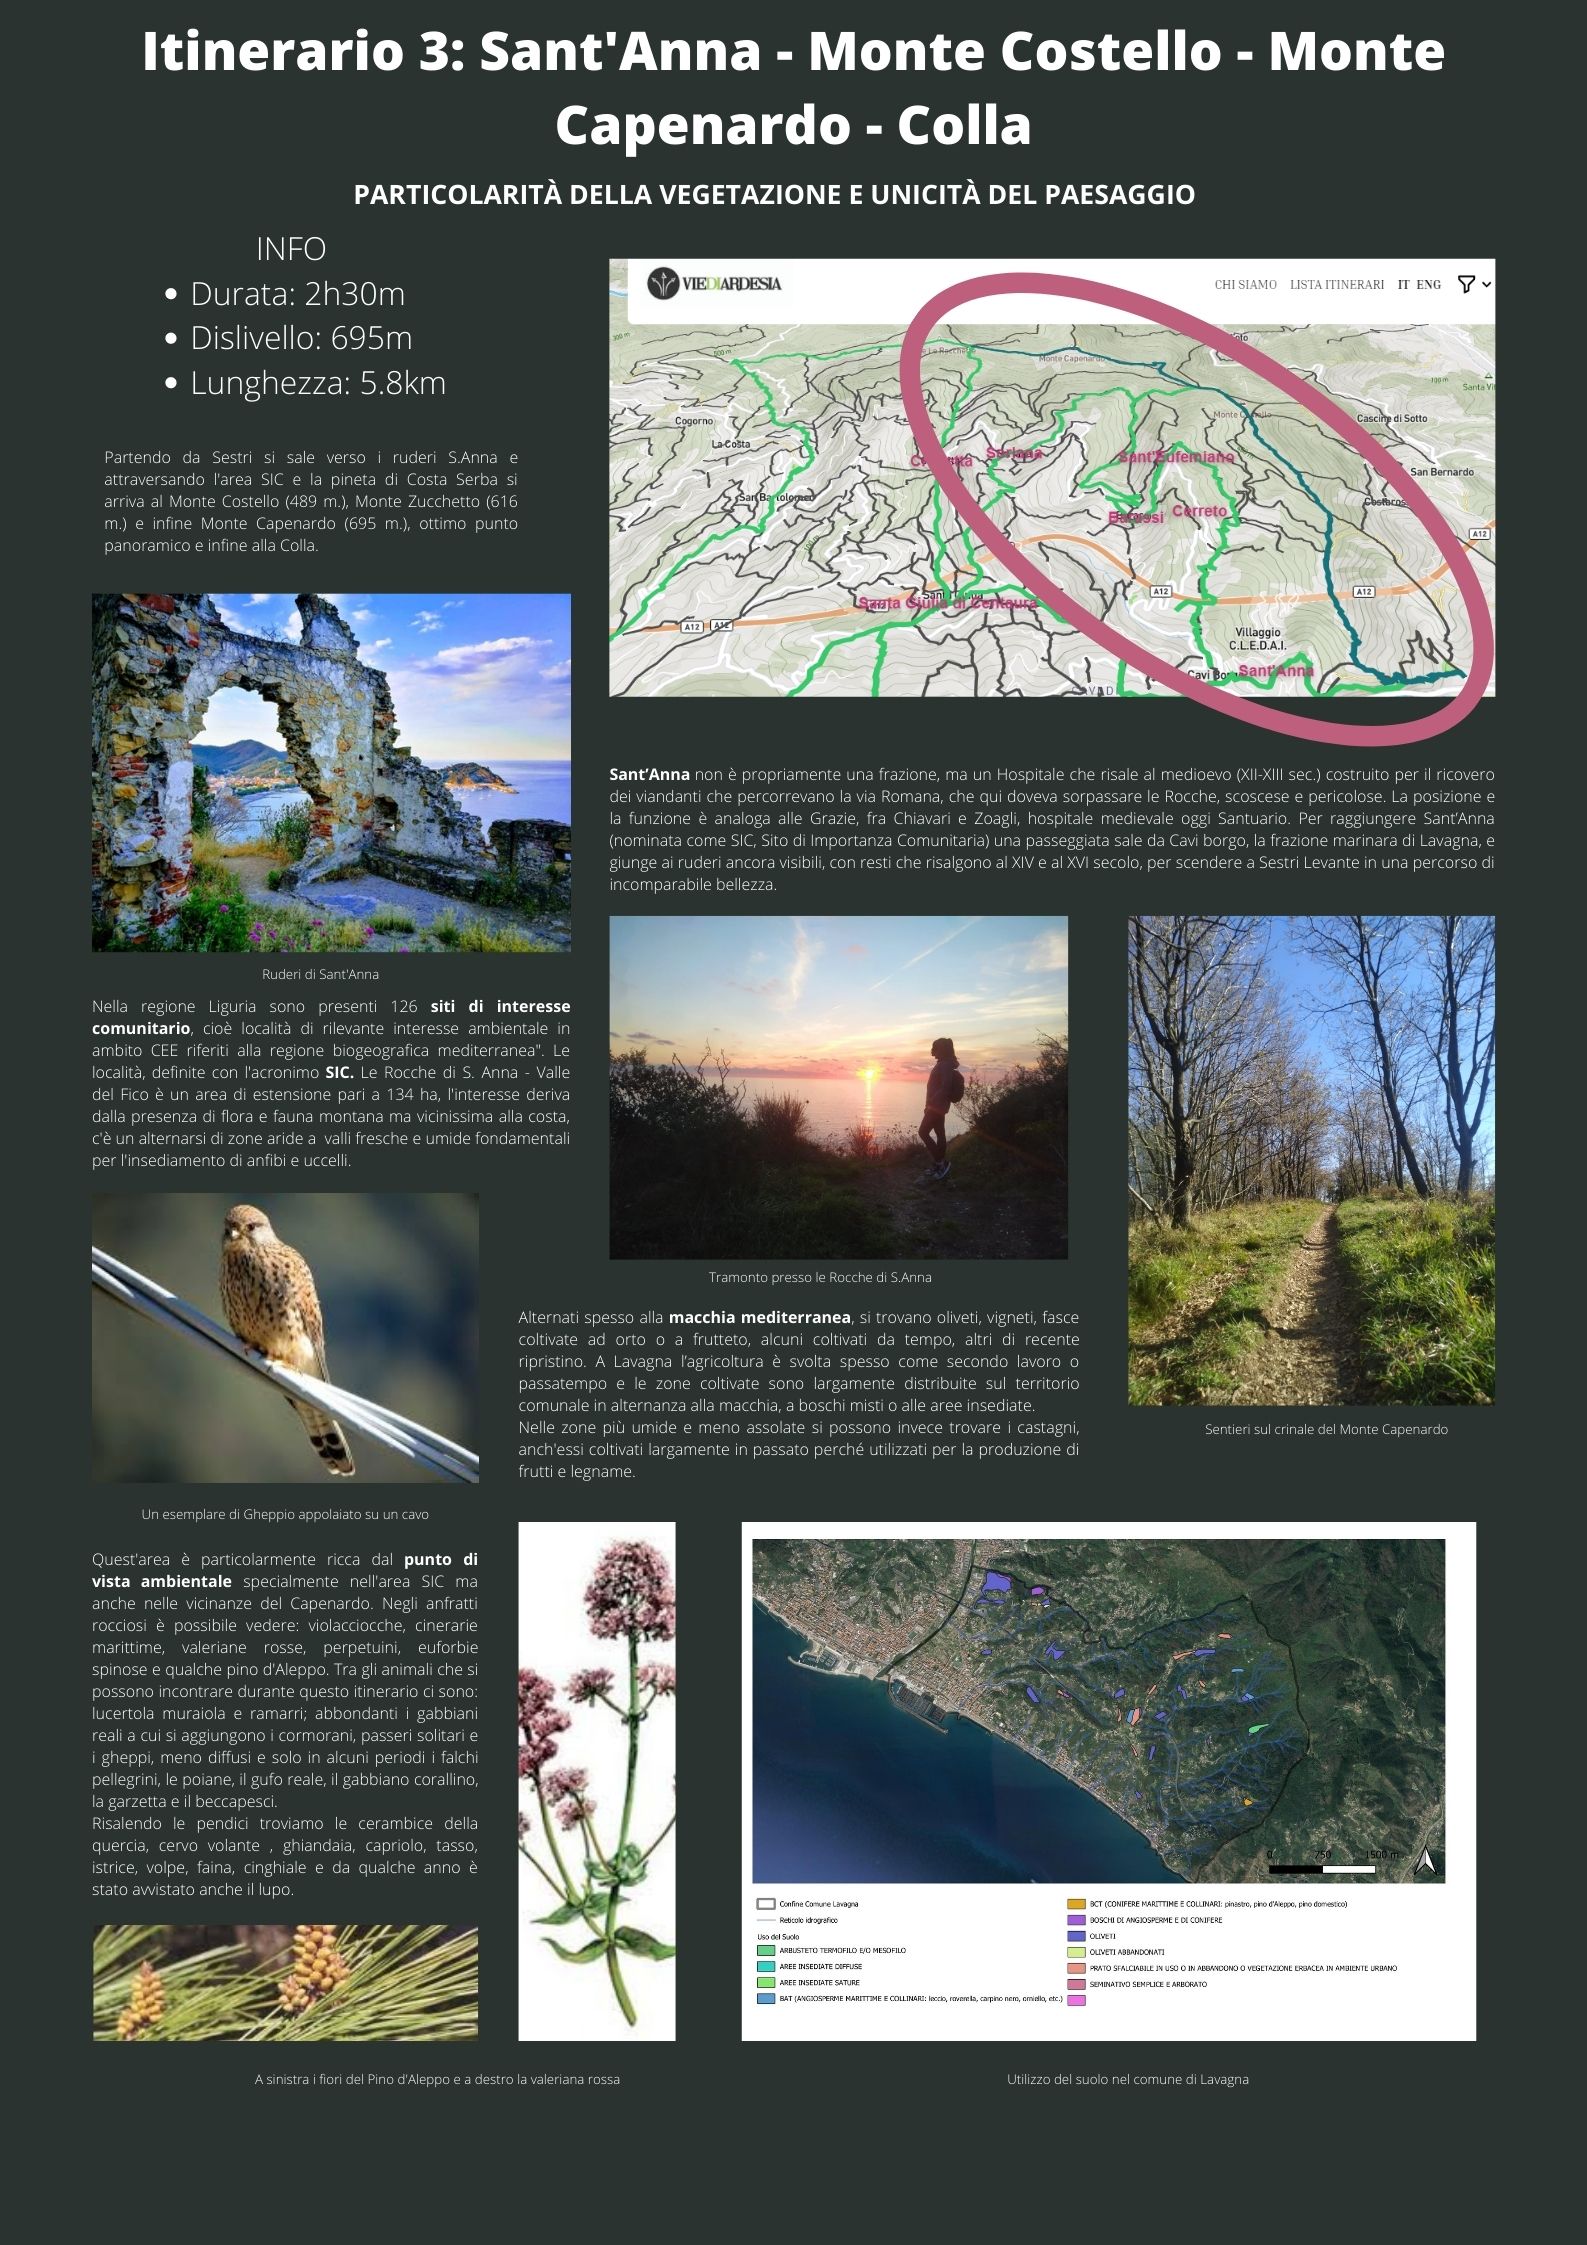 Itinerario 3: Sant'Anna - Monte Costello - Monte
Capenardo - Colla
PARTICOLARITÀ DELLA VEGETAZIONE E UNICITÀ DEL PAESAGGIO
INFO
• Durata: 2h30m
• Dislivello: 695m
• Lunghezza: 5.8km
Partendo da Sestri si sale verso i ruderi S.Anna e
attraversando l'area SIC e la pineta di Costa Serba si
arriva al Monte Costello (489 m.), Monte Zucchetto (616
m.) e infine Monte Capenardo (695 m.), ottimo punto
panoramico e infine alla Colla.
VIEDIARDESIA
CHI SIAMO LISTA ITINERARI IT ENG
Monte Capenardo
Santa Vit
Cogorno
La Costa
Cascine di Sotto
San Bernardo
San Bartolomeo
Sorlana
Sant'Eufemiano
Barassi
Cerreto
Santa Giulia di Centaura
A12
A12
A12
A12
A12
Villaggio
C.L.E.D.A.I.
Sant'Anna
Ruderi di Sant'Anna
Sant’Anna non è propriamente una frazione, ma un Hospitale che risale al medioevo (XII-XIII sec.) costruito per il ricovero
dei viandanti che percorrevano la via Romana, che qui doveva sorpassare le Rocche, scoscese e pericolose. La posizione e
la funzione è analoga alle Grazie, fra Chiavari e Zoagli, hospitale medievale oggi Santuario. Per raggiungere Sant’Anna
(nominata come SIC, Sito di Importanza Comunitaria) una passeggiata sale da Cavi borgo, la frazione marinara di Lavagna, e
giunge ai ruderi ancora visibili, con resti che risalgono al XIV e al XVI secolo, per scendere a Sestri Levante in una percorso di
incomparabile bellezza.
Nella regione Liguria sono presenti 126 siti di interesse
comunitario, cioè località di rilevante interesse ambientale in
ambito CEE riferiti alla regione biogeografica mediterranea". Le
località, definite con l'acronimo SIC. Le Rocche di S. Anna - Valle
del Fico è un area di estensione pari a 134 ha, l'interesse deriva
dalla presenza di flora e fauna montana ma vicinissima alla costa,
c'è un alternarsi di zone aride a valli fresche e umide fondamentali
per l'insediamento di anfibi e uccelli.
Tramonto presso le Rocche di S.Anna
Alternati spesso alla macchia mediterranea, si trovano oliveti, vigneti, fasce
coltivate ad orto o a frutteto, alcuni coltivati da tempo, altri di recente
ripristino. A Lavagna l’agricoltura è svolta spesso come secondo lavoro o
passatempo e le zone coltivate sono largamente distribuite sul territorio
comunale in alternanza alla macchia, a boschi misti o alle aree insediate.
Nelle zone più umide e meno assolate si possono invece trovare i castagni,
anch'essi coltivati largamente in passato perché utilizzati per la produzione di
frutti e legname.
Sentieri sul crinale del Monte Capenardo
Un esemplare di Gheppio appolaiato su un cavo
Quest'area è particolarmente ricca dal punto di
vista ambientale specialmente nell'area SIC ma
anche nelle vicinanze del Capenardo. Negli anfratti
rocciosi è possibile vedere: violacciocche, cinerarie
marittime, valeriane rosse, perpetuini, euforbie
spinose e qualche pino d'Aleppo. Tra gli animali che si
possono incontrare durante questo itinerario ci sono:
lucertola muraiola e ramarri; abbondanti i gabbiani
reali a cui si aggiungono i cormorani, passeri solitari e
i gheppi, meno diffusi e solo in alcuni periodi i falchi
pellegrini, le poiane, il gufo reale, il gabbiano corallino,
la garzetta e il beccapesci.
Risalendo le pendici troviamo le cerambice della
quercia, cervo volante , ghiandaia, capriolo, tasso,
istrice, volpe, faina, cinghiale e da qualche anno è
stato avvistato anche il lupo.
0 750 1500 m
Confine Comune Lavagna
Reticolo idrografico
Uso del Suolo
ARBUSTETO TERMOFILO E/O MESOFILO
AREE INSEDIATE DIFFUSE
AREE INSEDIATE SATURE
BAT (ANGIOSPERME MARITTIME E COLLINARI: leccio, roverella, carpino nero, orniello, etc.)
BCT (CONIFERE MARITTIME E COLLINARI: pinastro, pino d'Aleppo, pino domestico)
BOSCHI DI ANGIOSPERME E DI CONIFERE
OLIVETI
OLIVETI ABBANDONATI
PRATO SFALCIABILE IN USO O IN ABBANDONO O VEGETAZIONE ERBACEA IN AMBIENTE URBANO
SEMINATIVO SEMPLICE E ARBORATO
A sinistra i fiori del Pino d'Aleppo e a destro la valeriana rossa
Utilizzo del suolo nel comune di Lavagna